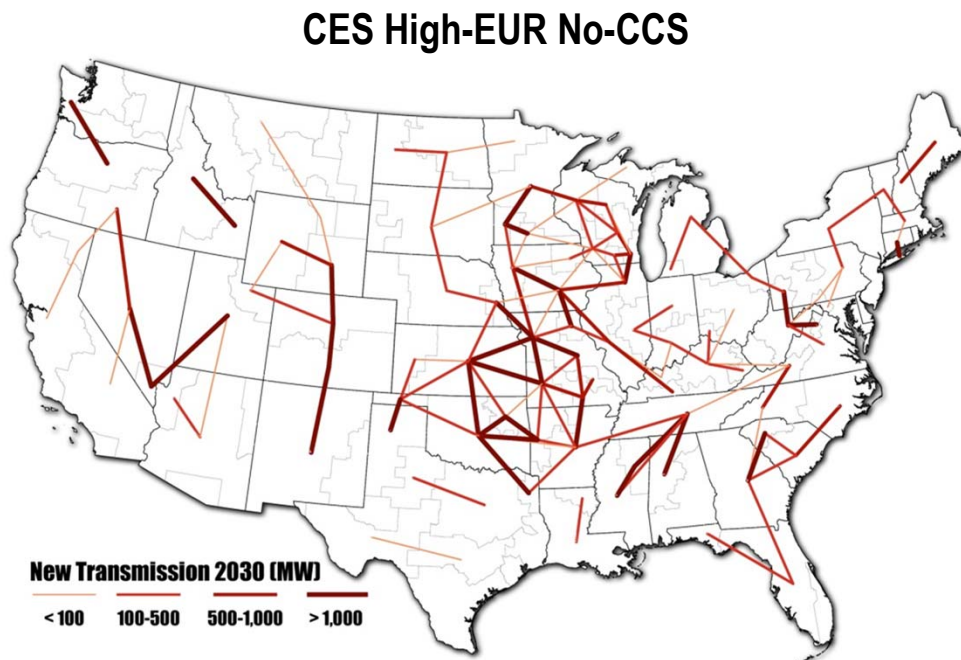 CES High-EUR No-CCS
New Transmission 2030 (MW)
< 100 100-500 500-1,000 > 1,000